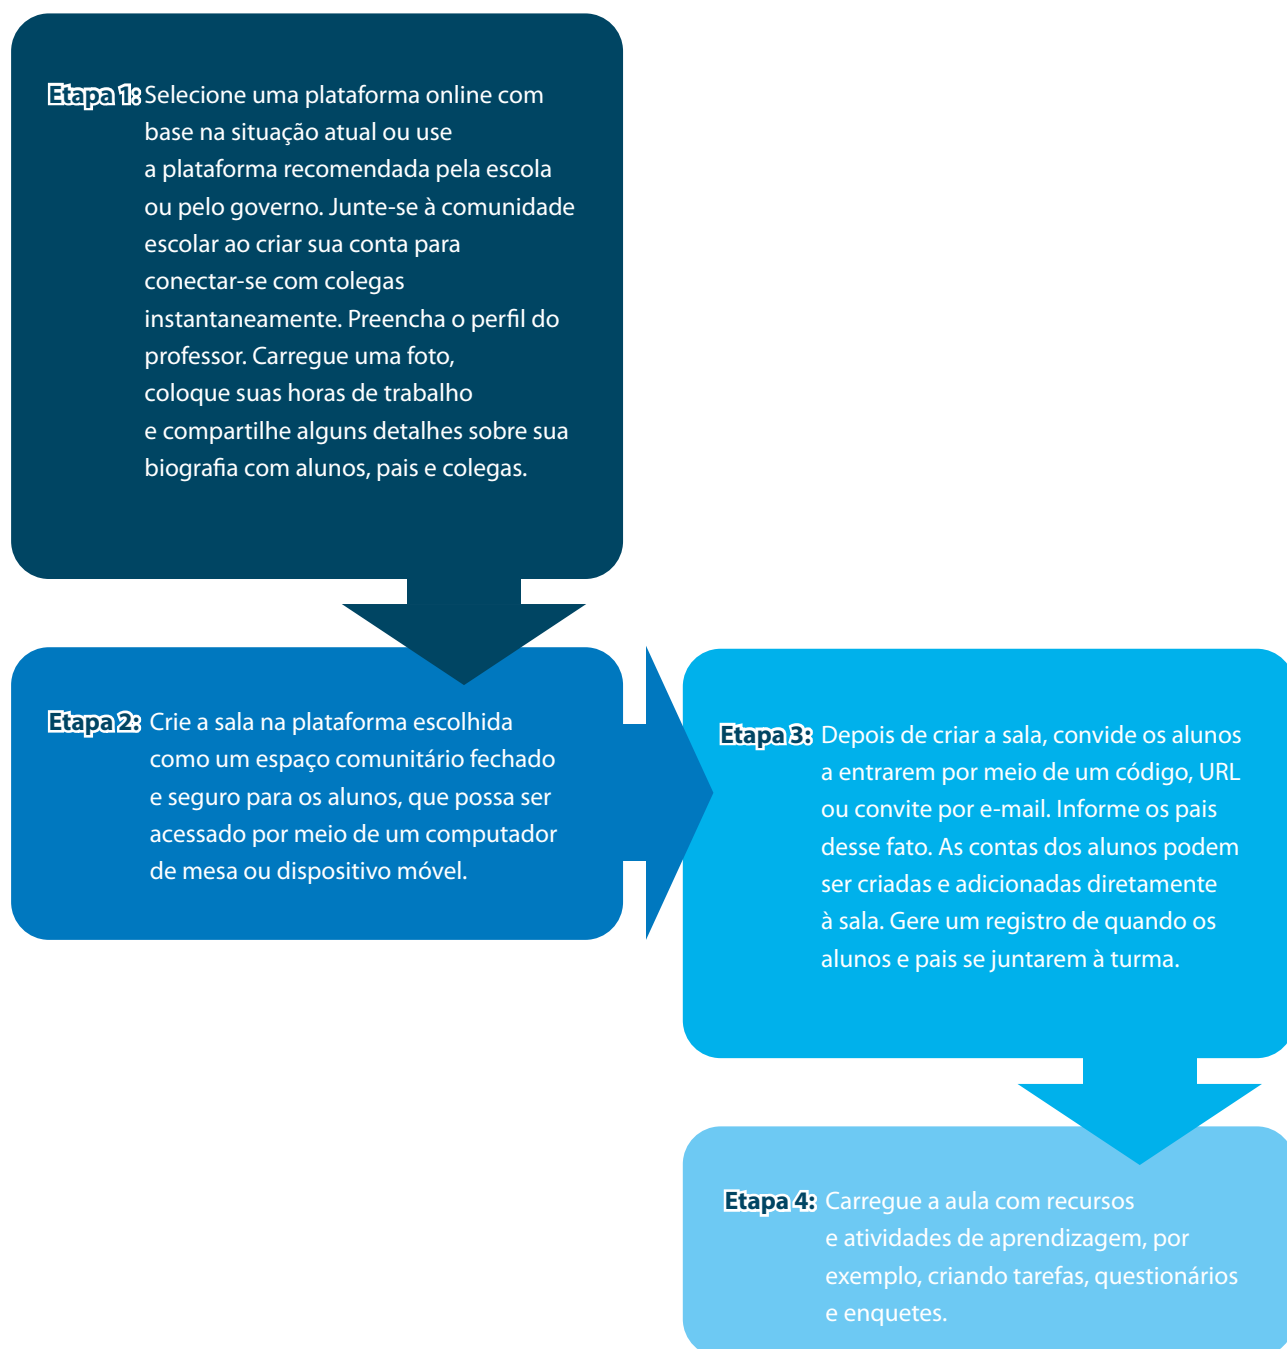 Etapa 1: Selecione uma plataforma online com
base na situação atual ou use
a plataforma recomendada pela escola
ou pelo governo. Junte-se à comunidade
escolar ao criar sua conta para
conectar-se com colegas
instantaneamente. Preencha o perfil do
professor. Carregue uma foto,
coloque suas horas de trabalho
e compartilhe alguns detalhes sobre sua
biografia com alunos, pais e colegas.
Etapa 2: Crie a sala na plataforma escolhida
como um espaço comunitário fechado
e seguro para os alunos, que possa ser
acessado por meio de um computador
de mesa ou dispositivo móvel.
Etapa 3: Depois de criar a sala, convide os alunos
a entrarem por meio de um código, URL
ou convite por e-mail. Informe os pais
desse fato. As contas dos alunos podem
ser criadas e adicionadas diretamente
à sala. Gere um registro de quando os
alunos e pais se juntarem à turma.
Etapa 4: Carregue a aula com recursos
e atividades de aprendizagem, por
exemplo, criando tarefas, questionários
e enquetes.